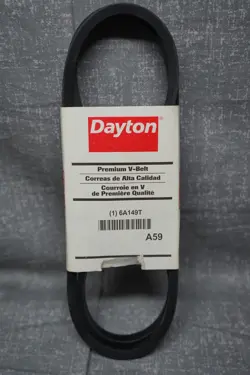 Dayton
Premium V-Belt
Correas de Alta Calidad
Courroie en V
de Première Qualité
(1) 6A149T
A59